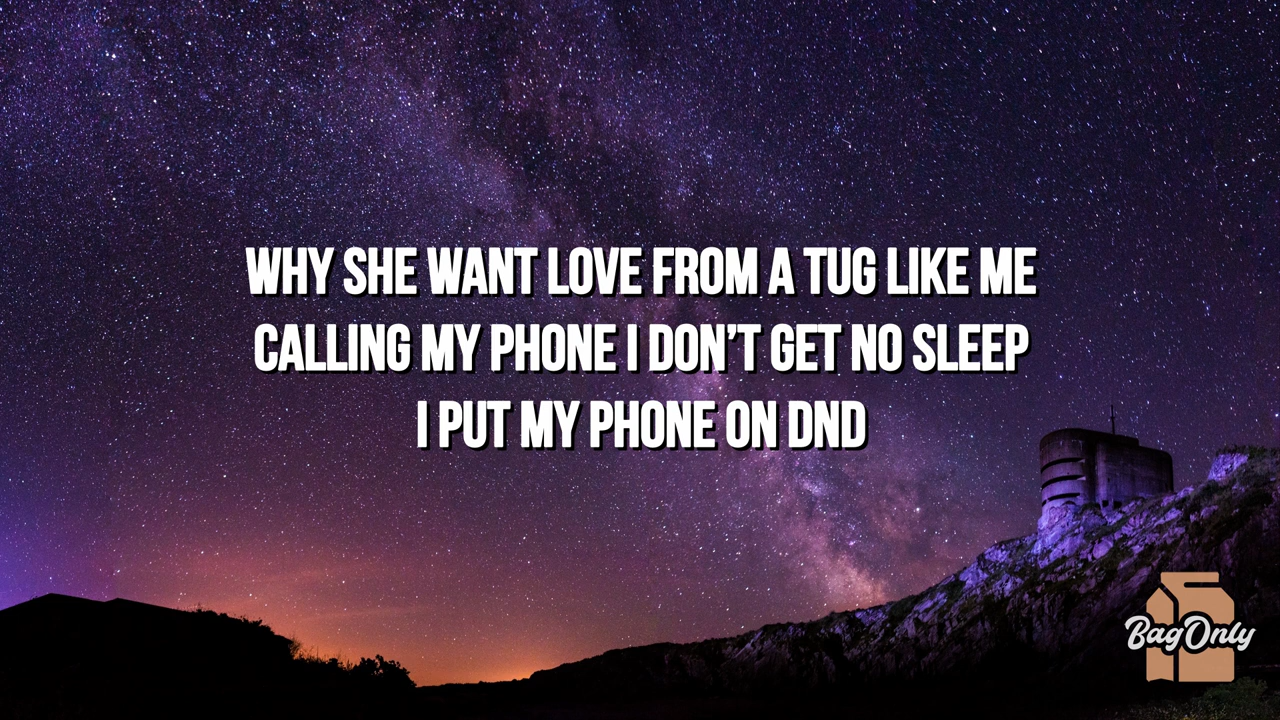 WHY SHE WANT LOVE FROM A TUG LIKE ME
CALLING MY PHONE I DON’T GET NO SLEEP
I PUT MY PHONE ON DND
BagOnly